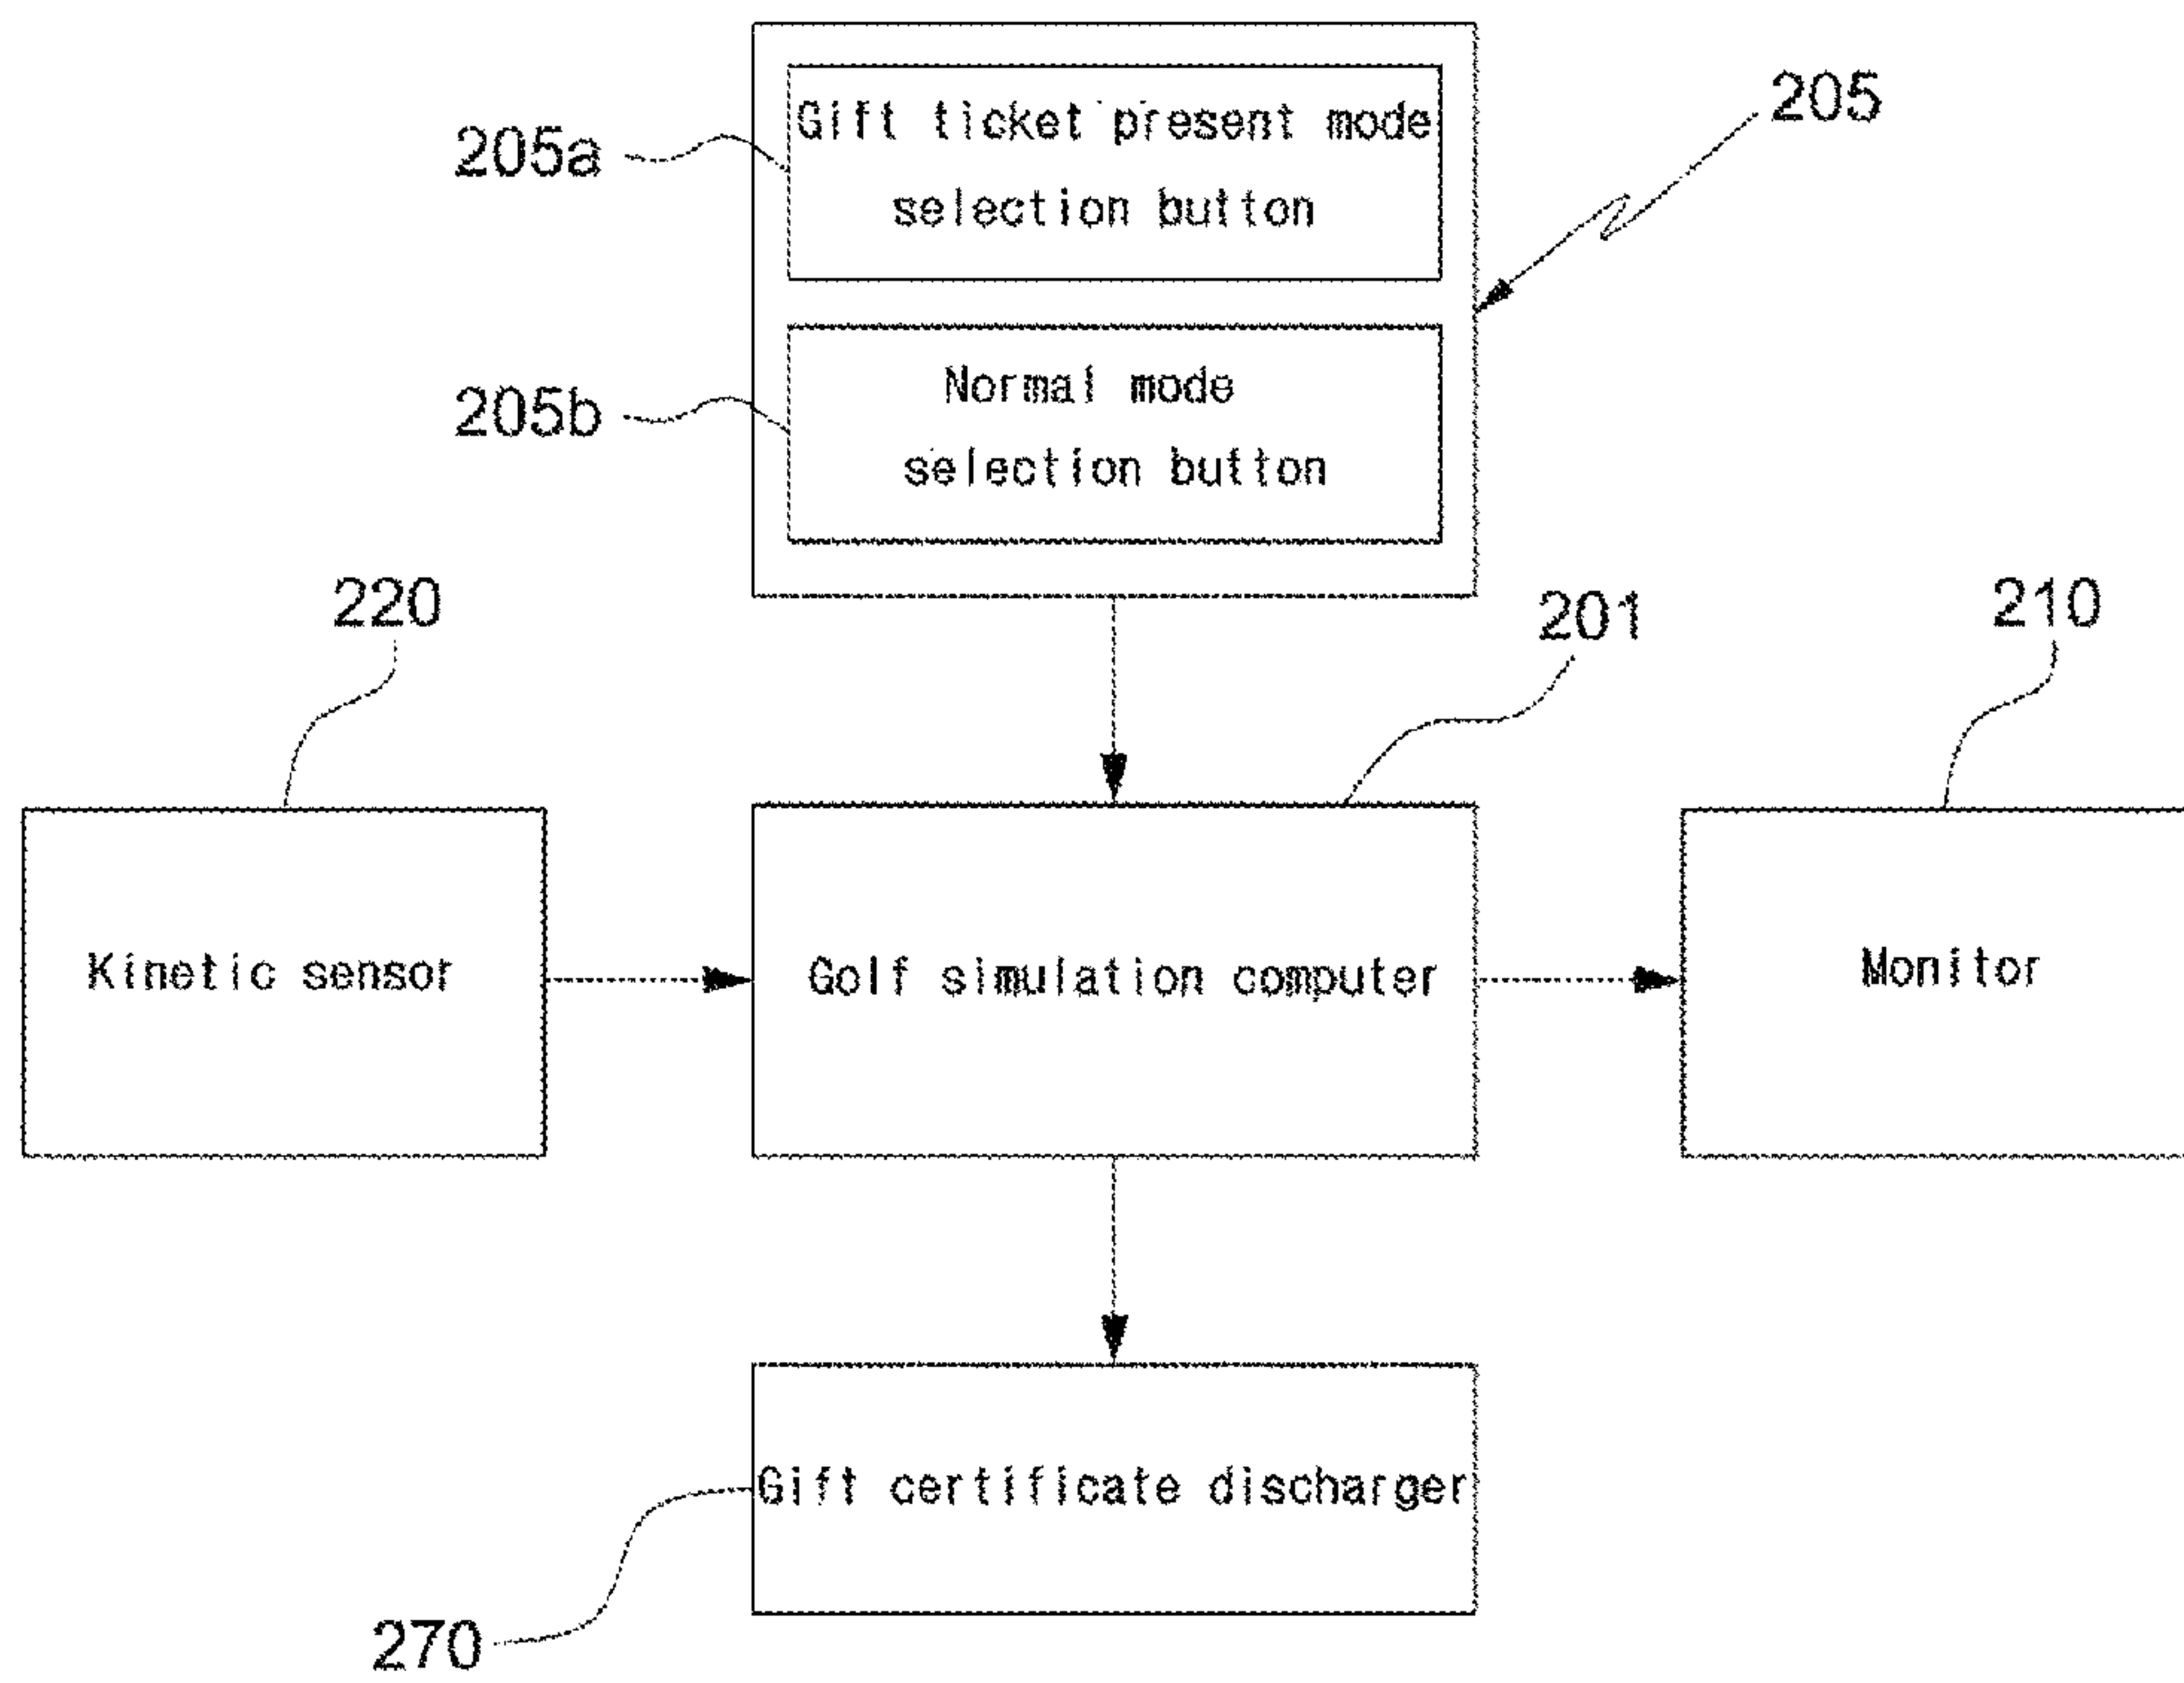 205
205a
Gift ticket present mode
selection button
205b
Normal mode
selection button
220
201
210
Kinetic sensor
Golf simulation computer
Monitor
Gift certificate discharger
270